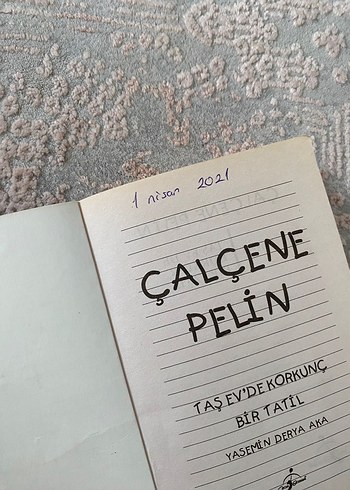 1 nisan 2021
ÇALÇENE
PELİN
TAŞ EV'DE KORKUNÇ
BİR TATİL
YASEMİN DERYA AKA